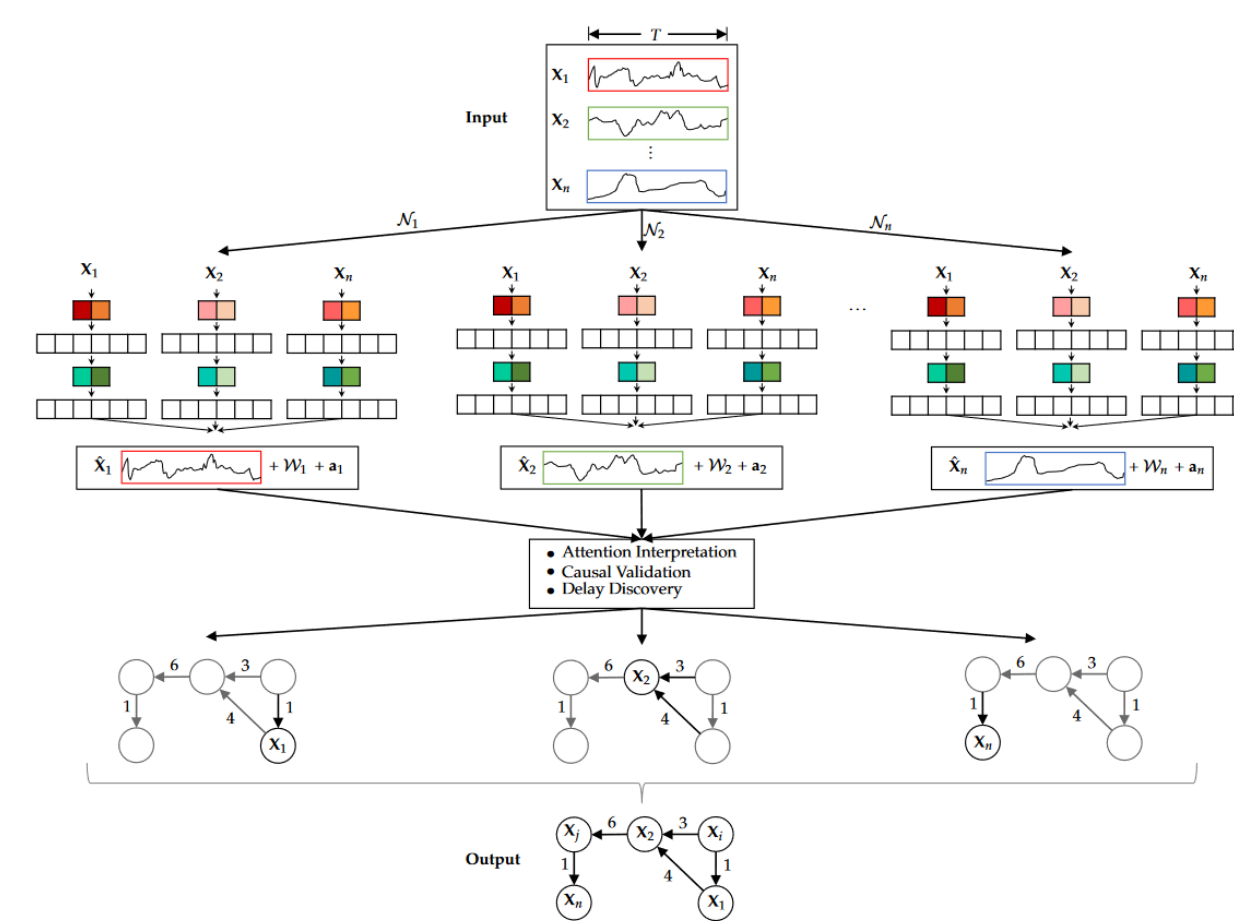 T
X₁
Input
X₂
⋮
Xₙ
𝒩₁ 𝒩₂ 𝒩ₙ
X₁ X₂ Xₙ X₁ X₂ Xₙ X₁ X₂ Xₙ
...
X̂₁ + 𝒲₁ + a₁
X̂₂ + 𝒲₂ + a₂
X̂ₙ + 𝒲ₙ + aₙ
• Attention Interpretation
• Causal Validation
• Delay Discovery
6 3
1 4 1
X₁
6 X₂ 3
1 4 1
6 3
1 4 1
Xₙ
Xⱼ 6 X₂ 3 Xᵢ
Output
1 4 1
Xₙ X₁